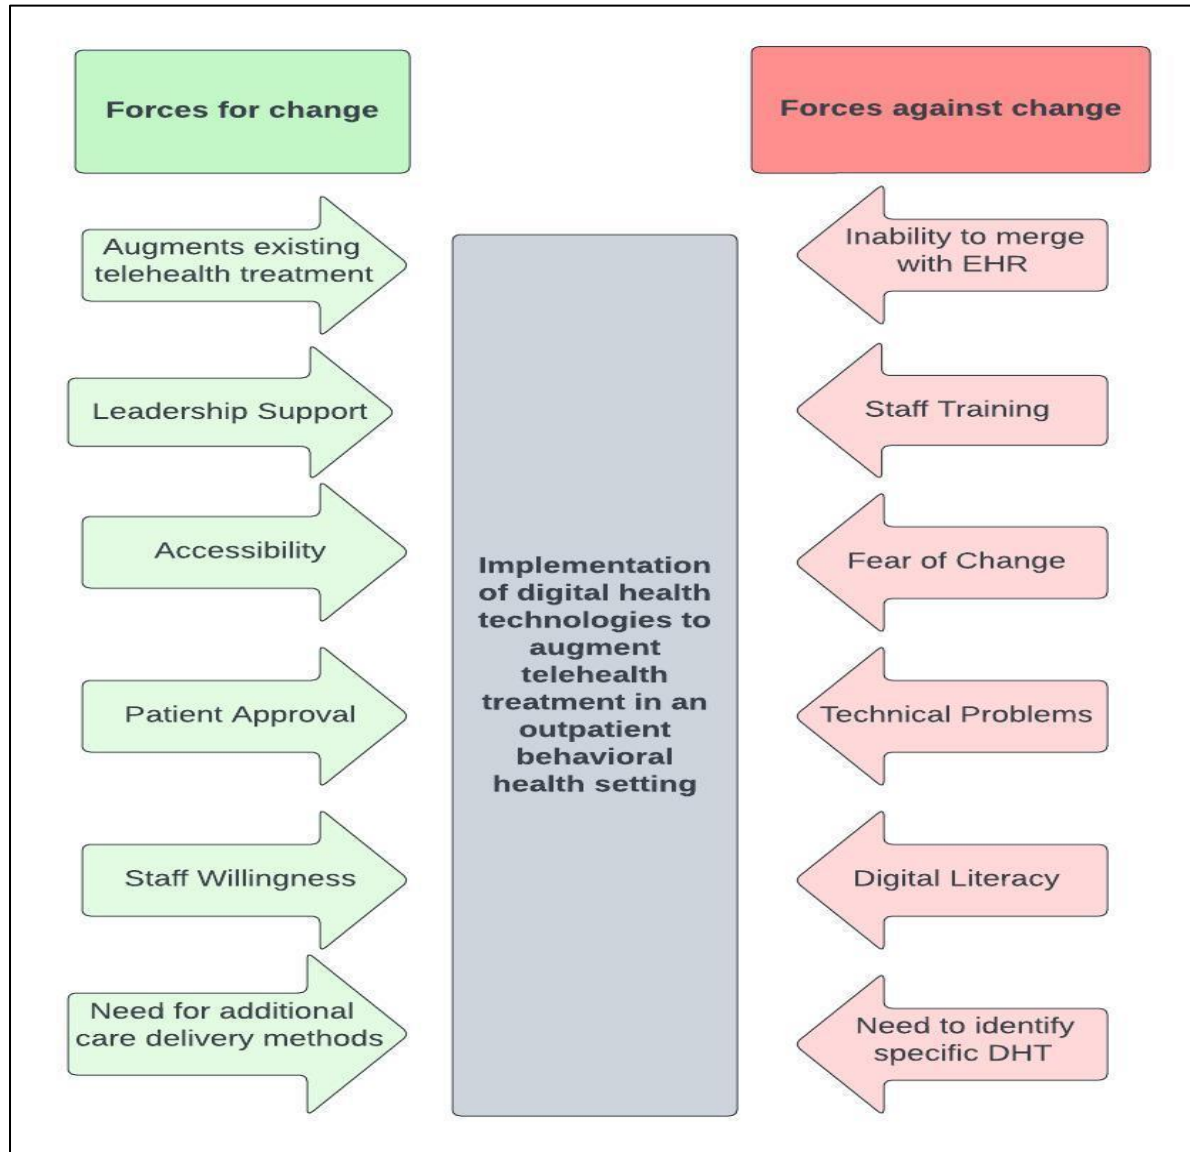 Forces for change
Forces against change
Augments existing
telehealth treatment
Leadership Support
Accessibility
Patient Approval
Staff Willingness
Need for additional
care delivery methods
Implementation
of digital health
technologies to
augment
telehealth
treatment in an
outpatient
behavioral
health setting
Inability to merge
with EHR
Staff Training
Fear of Change
Technical Problems
Digital Literacy
Need to identify
specific DHT